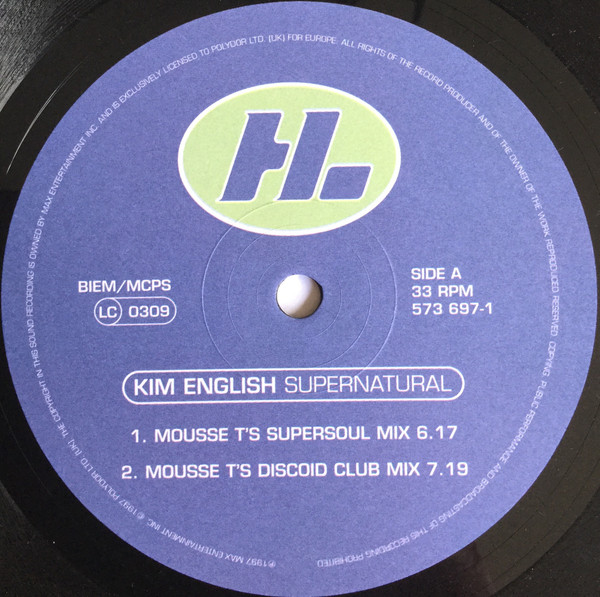 HL
BIEM/MCPS
LC 0309
SIDE A
33 RPM
573 697-1
KIM ENGLISH SUPERNATURAL
1. MOUSSE T'S SUPERSOUL MIX 6.17
2. MOUSSE T'S DISCOID CLUB MIX 7.19
℗1997 MAX ENTERTAINMENT INC. ©1997 POLYDOR LTD. (UK). THE COPYRIGHT IN THIS SOUND RECORDING IS OWNED BY MAX ENTERTAINMENT INC. AND IS EXCLUSIVELY LICENSED TO POLYDOR LTD. (UK) FOR EUROPE. ALL RIGHTS OF THE RECORD PRODUCER AND OF THE OWNER OF THE WORK REPRODUCED RESERVED. COPYING, PUBLIC PERFORMANCE AND BROADCASTING OF THIS RECORDING PROHIBITED